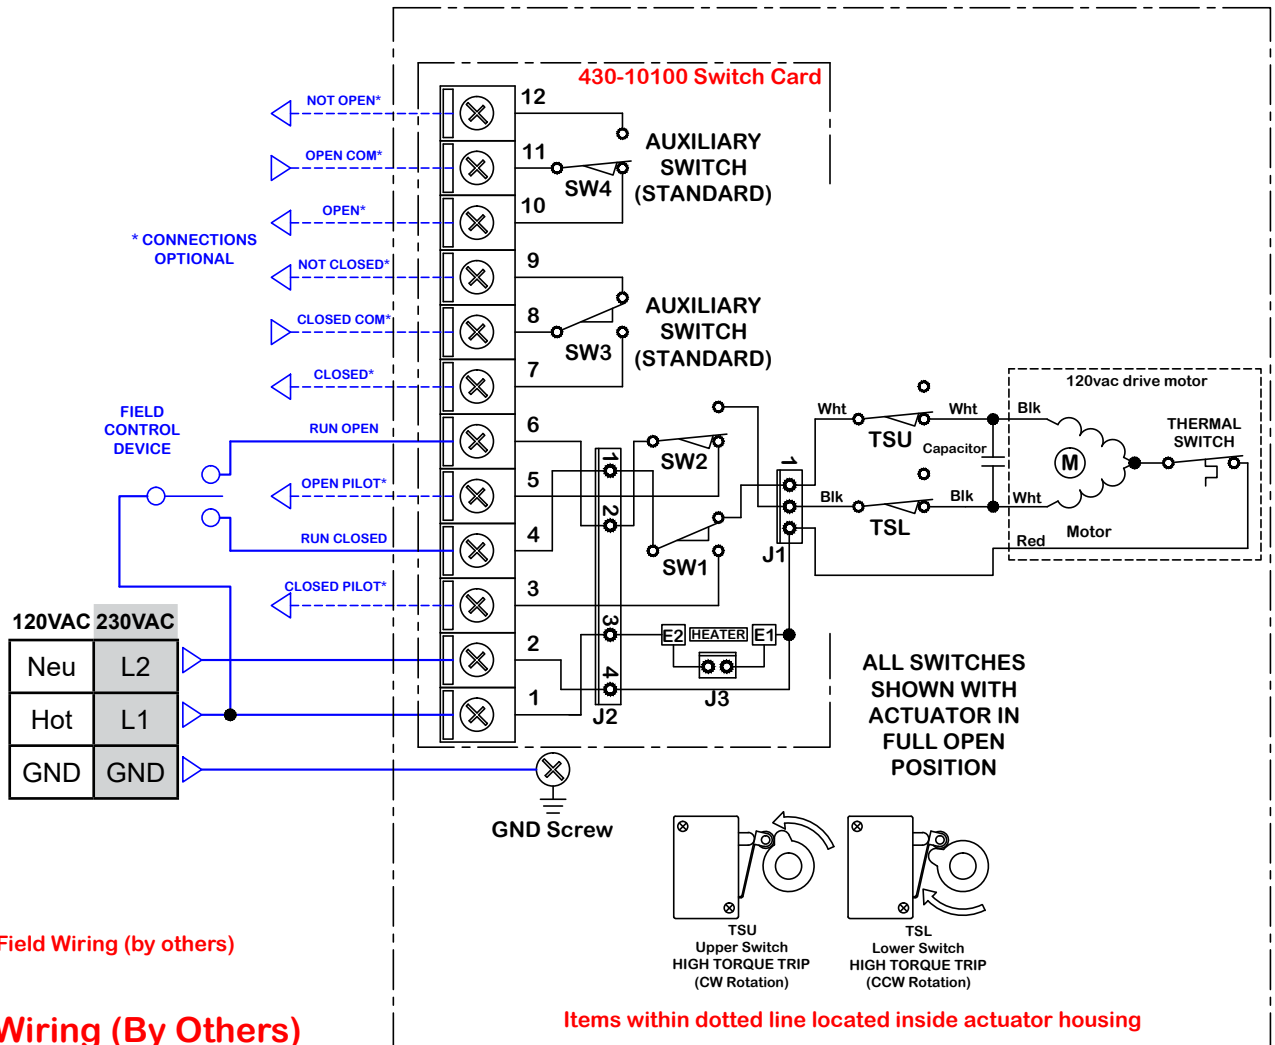 430-10100 Switch Card
NOT OPEN*
12
OPEN COM*
11
SW4
AUXILIARY
SWITCH
(STANDARD)
OPEN*
10
* CONNECTIONS
OPTIONAL
NOT CLOSED*
9
CLOSED COM*
8
SW3
AUXILIARY
SWITCH
(STANDARD)
CLOSED*
7
FIELD
CONTROL
DEVICE
RUN OPEN
6
OPEN PILOT*
5
RUN CLOSED
4
CLOSED PILOT*
3
2
1
1
2
3
4
J2
SW2
SW1
E2
HEATER
E1
J3
1
J1
Wht
TSU
Wht
Capacitor
Blk
TSL
Blk
120vac drive motor
Blk
M
THERMAL
SWITCH
Wht
Motor
Red
120VAC 230VAC
Neu L2
Hot L1
GND GND
GND Screw
ALL SWITCHES
SHOWN WITH
ACTUATOR IN
FULL OPEN
POSITION
TSU
Upper Switch
HIGH TORQUE TRIP
(CW Rotation)
TSL
Lower Switch
HIGH TORQUE TRIP
(CCW Rotation)
Field Wiring (by others)
Wiring (By Others)
Items within dotted line located inside actuator housing